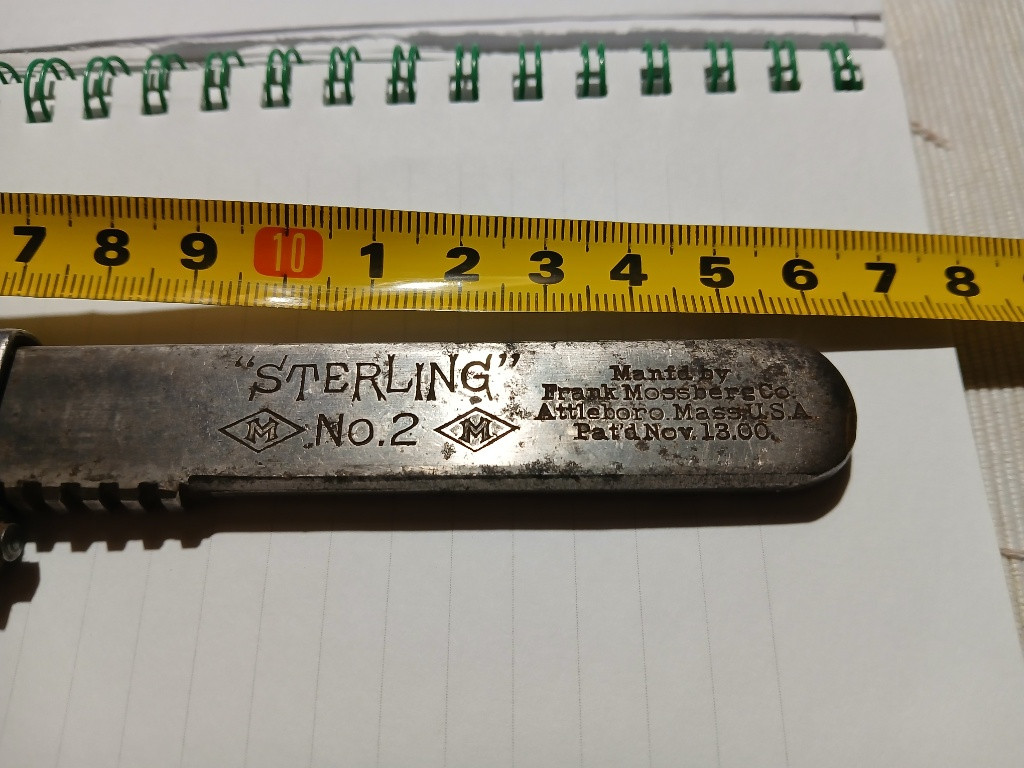 7 8 9 10 1 2 3 4 5 6 7 8
"STERLING"
M No. 2 M
Manf'd by
Frank Mossberg Co.
Attleboro. Mass. U.S.A.
Pat'd Nov. 13. 00.